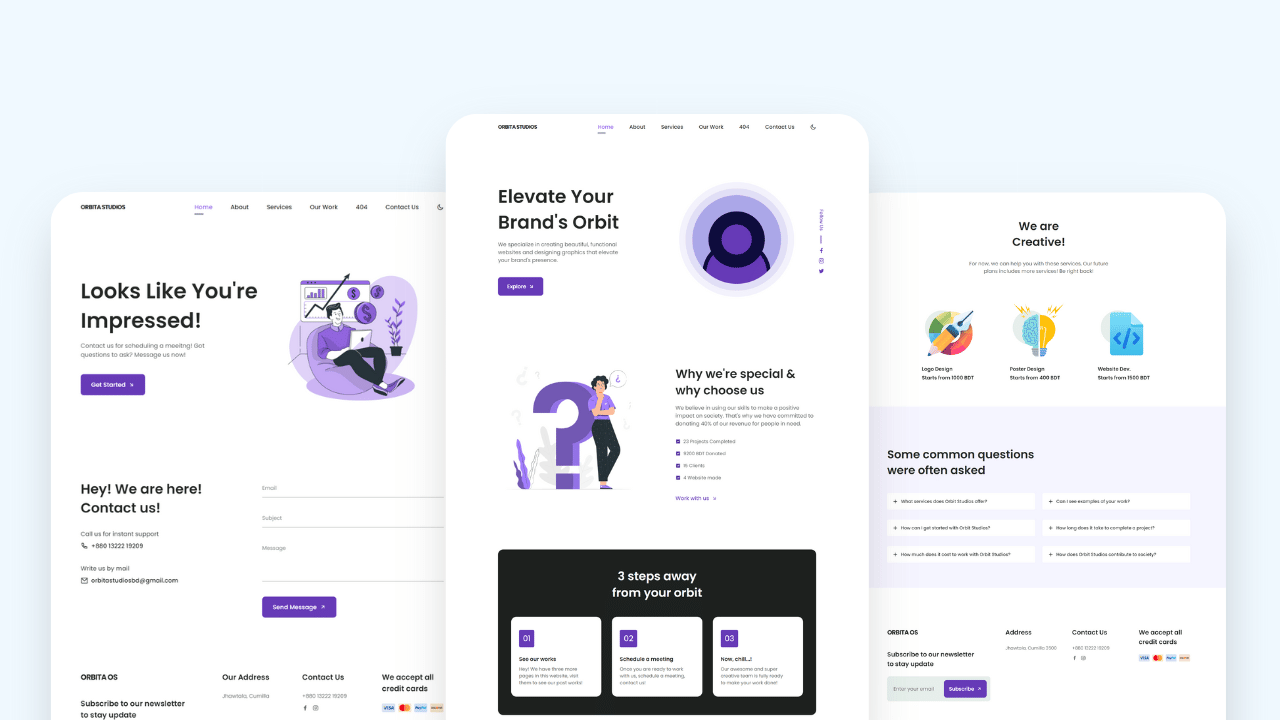 ORBITA STUDIOS
Home
About
Services
Our Work
404
Contact Us
Looks Like You're
Impressed!
Contact us for scheduling a meeitng! Got
questions to ask? Message us now!
Get Started
Hey! We are here!
Contact us!
Call us for instant support
+880 13222 19209
Write us by mail
orbitastudiosbd@gmail.com
Email
Subject
Message
Send Message
ORBITA OS
Subscribe to our newsletter
to stay update
Our Address
Jhawtala, Cumilla
Contact Us
+880 13222 19209
We accept all
credit cards
VISA
PayPal
ORBITA STUDIOS
Home
About
Services
Our Work
404
Contact Us
Elevate Your
Brand's Orbit
We specialize in creating beautiful, functional
websites and designing graphics that elevate
your brand's presence.
Explore
Follow Us
Why we're special &
why choose us
We believe in using our skills to make a positive
impact on society. That's why we have committed to
donating 40% of our revenue for people in need.
23 Projects Completed
5200 BDT Donated
15 Clients
4 Website made
Work with us
3 steps away
from your orbit
01
See our works
Hey! We have three more
pages in this website, visit
them to see our past works!
02
Schedule a meeting
Once you are ready to work
with us, schedule a meeting,
contact us!
03
Now, chill...!
Our awesome and super
creative team is fully ready
to make your work done!
We are
Creative!
For now, we can help you with these services. Our future
plans includes more services! Be right back!
Logo Design
Starts from 1000 BDT
Poster Design
Starts from 400 BDT
Website Dev.
Starts from 1500 BDT
Some common questions
were often asked
What services does Orbit Studios offer?
Can I see examples of your work?
How can I get started with Orbit Studios?
How long does it take to complete a project?
How much does it cost to work with Orbit Studios?
How does Orbit Studios contribute to society?
ORBITA OS
Subscribe to our newsletter
to stay update
Enter your email
Subscribe
Address
Jhawtala, Cumilla 3500
Contact Us
+880 13222 19209
We accept all
credit cards
VISA
PayPal